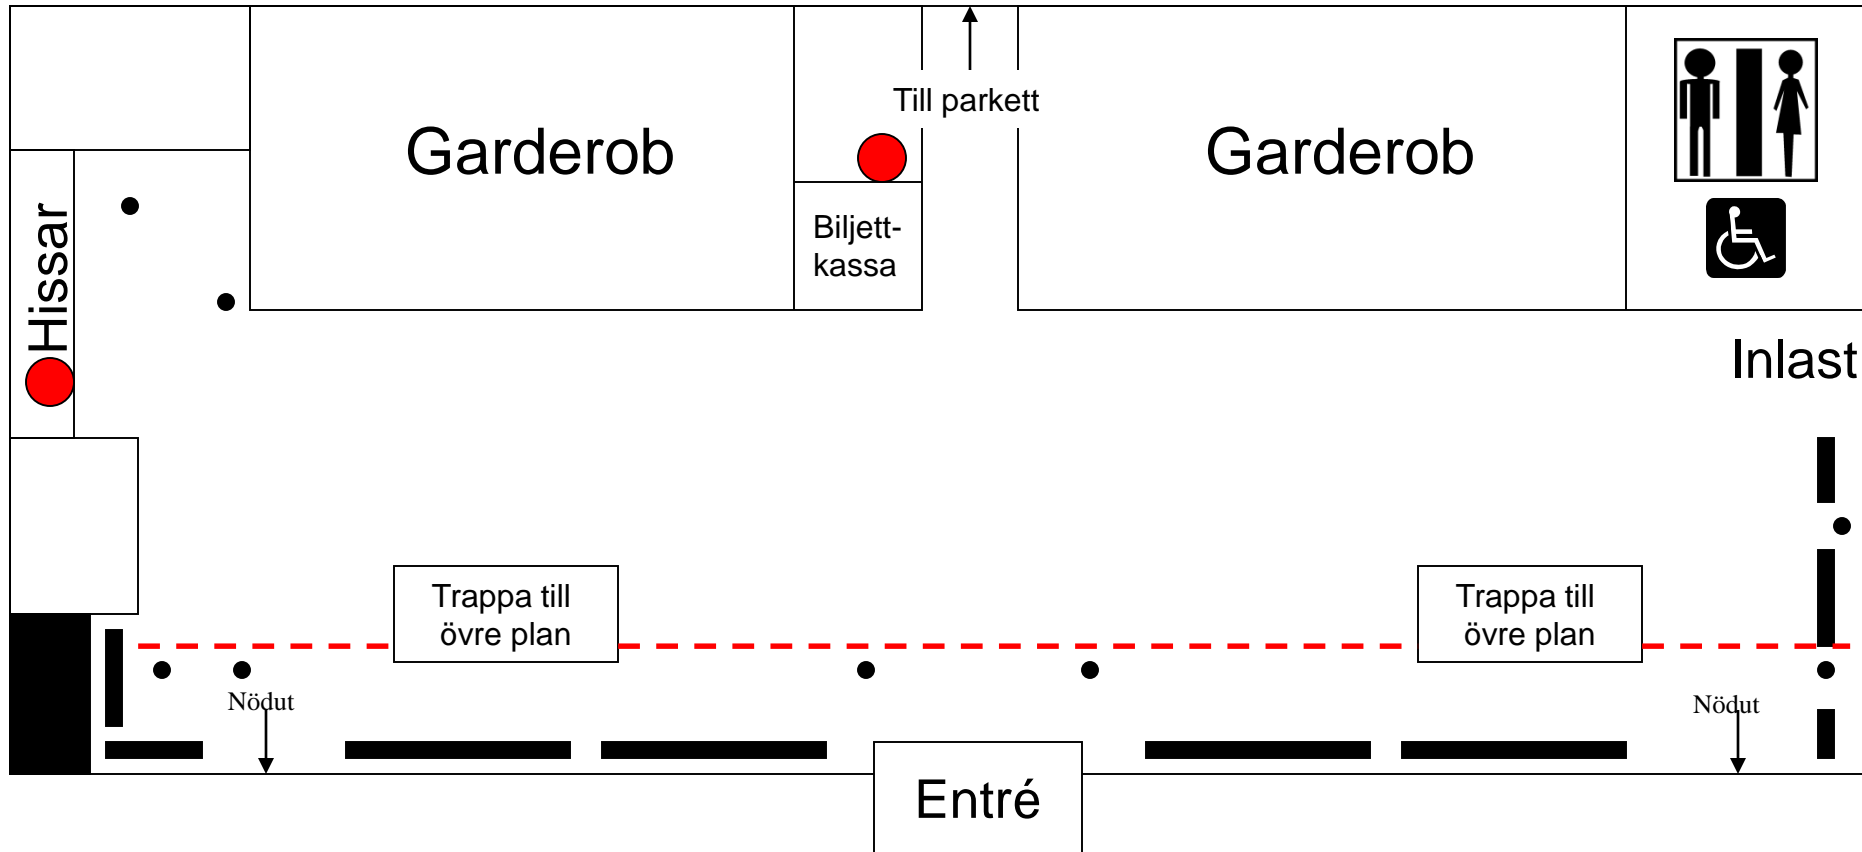 Till parkett
Garderob
Garderob
Biljett-
kassa
Hissar
Inlast
Trappa till
övre plan
Trappa till
övre plan
Nödut
Nödut
Entré